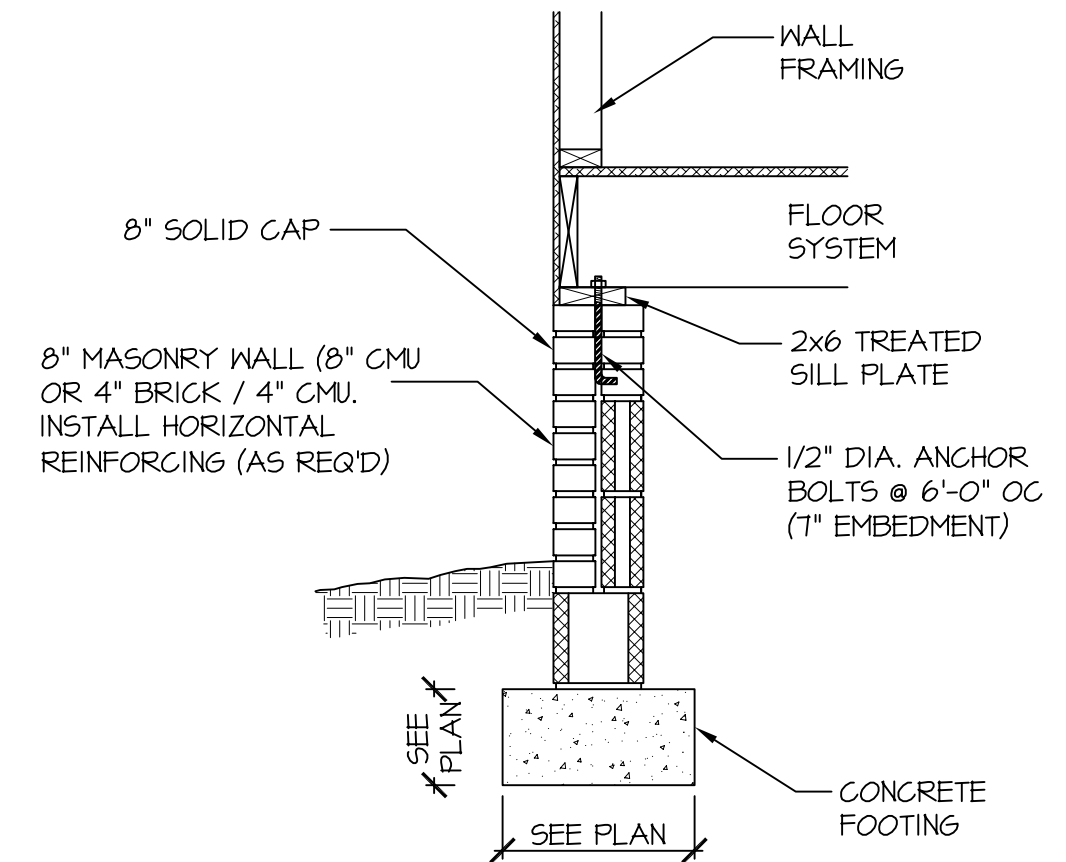 WALL
FRAMING
8" SOLID CAP
FLOOR
SYSTEM
8" MASONRY WALL (8" CMU
OR 4" BRICK / 4" CMU.
INSTALL HORIZONTAL
REINFORCING (AS REQ'D)
2x6 TREATED
SILL PLATE
1/2" DIA. ANCHOR
BOLTS @ 6'-0" OC
(7" EMBEDMENT)
SEE
PLAN
SEE PLAN
CONCRETE
FOOTING